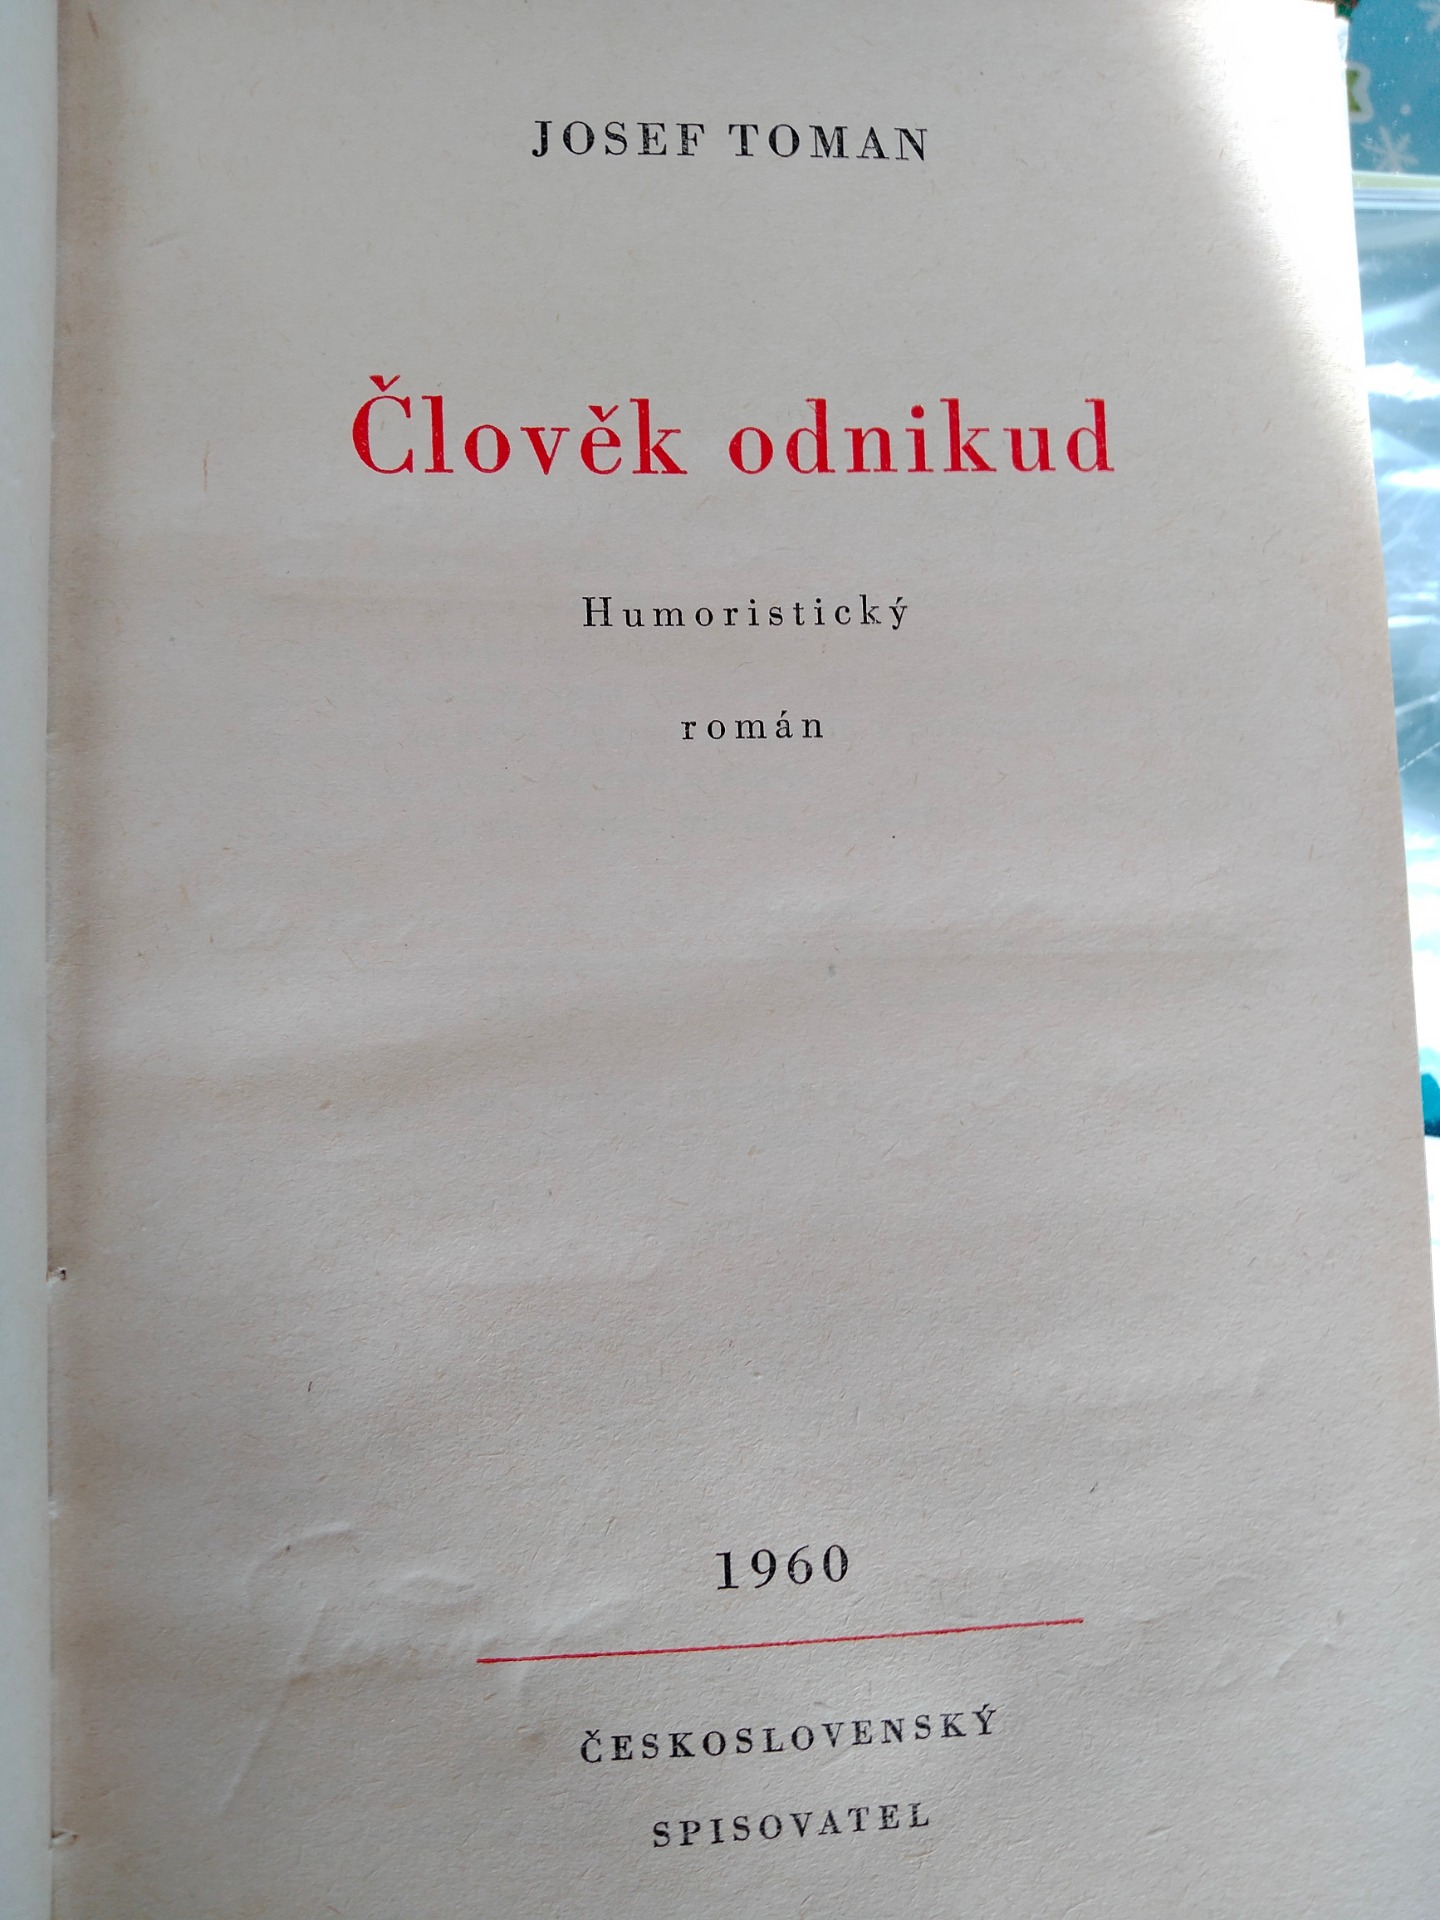 JOSEF TOMAN
Člověk odnikud
Humoristický
román
1960
ČESKOSLOVENSKÝ
SPISOVATEL